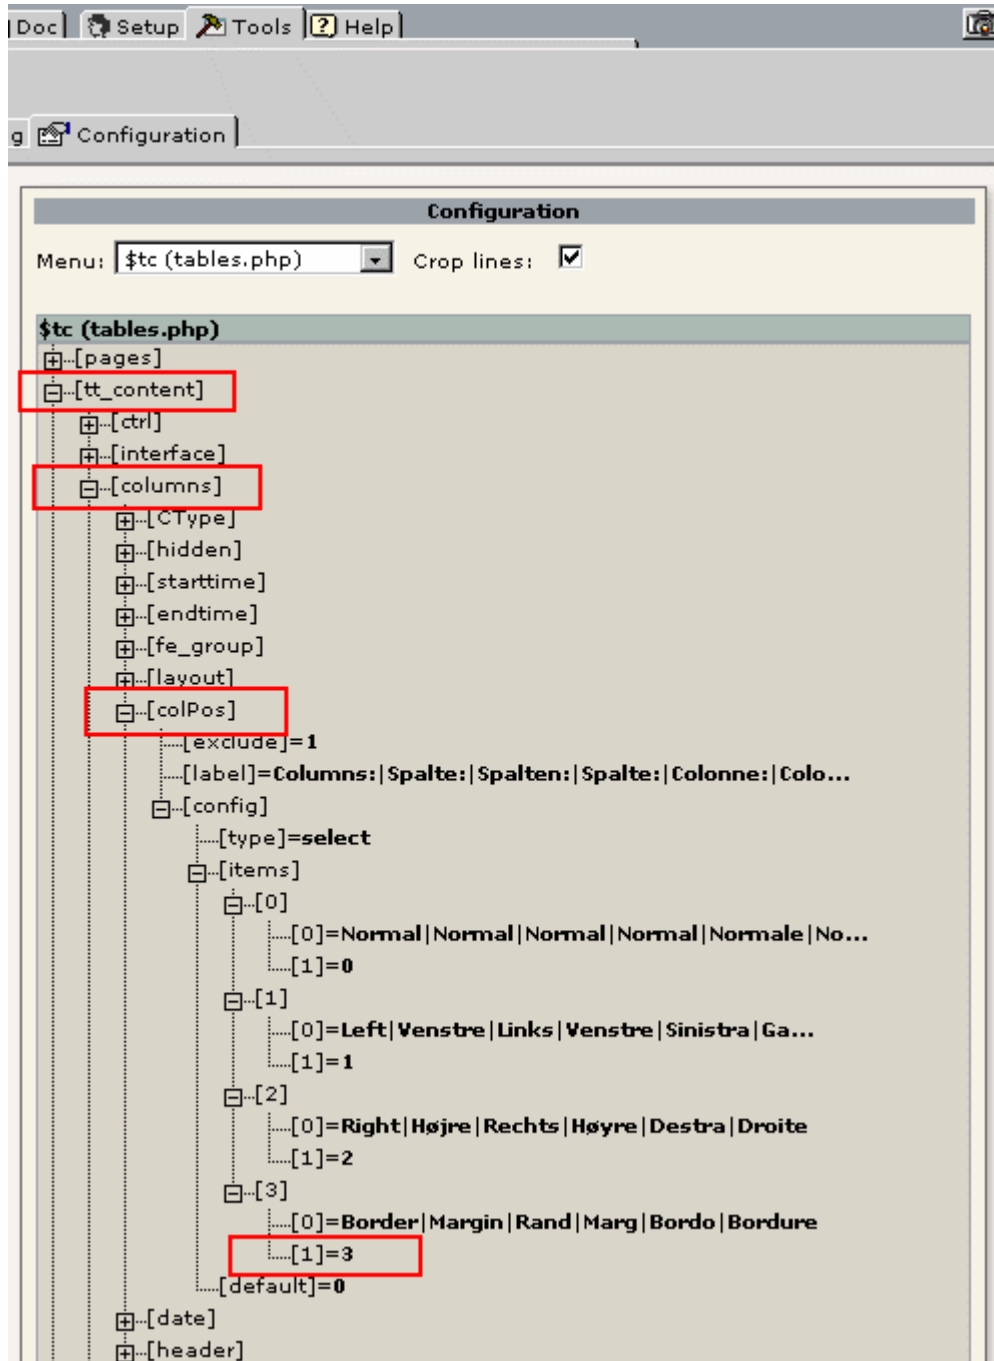 Doc Setup Tools Help
g Configuration
Configuration
Menu: $tc (tables.php) Crop lines:
$tc (tables.php)
[pages]
[tt_content]
[ctrl]
[interface]
[columns]
[CType]
[hidden]
[starttime]
[endtime]
[fe_group]
[layout]
[colPos]
[exclude]=1
[label]=Columns:|Spalte:|Spalten:|Spalte:|Colonne:|Colo...
[config]
[type]=select
[items]
[0]
[0]=Normal|Normal|Normal|Normal|Normale|No...
[1]=0
[1]
[0]=Left|Venstre|Links|Venstre|Sinistra|Ga...
[1]=1
[2]
[0]=Right|Højre|Rechts|Høyre|Destra|Droite
[1]=2
[3]
[0]=Border|Margin|Rand|Marg|Bordo|Bordure
[1]=3
[default]=0
[date]
[header]